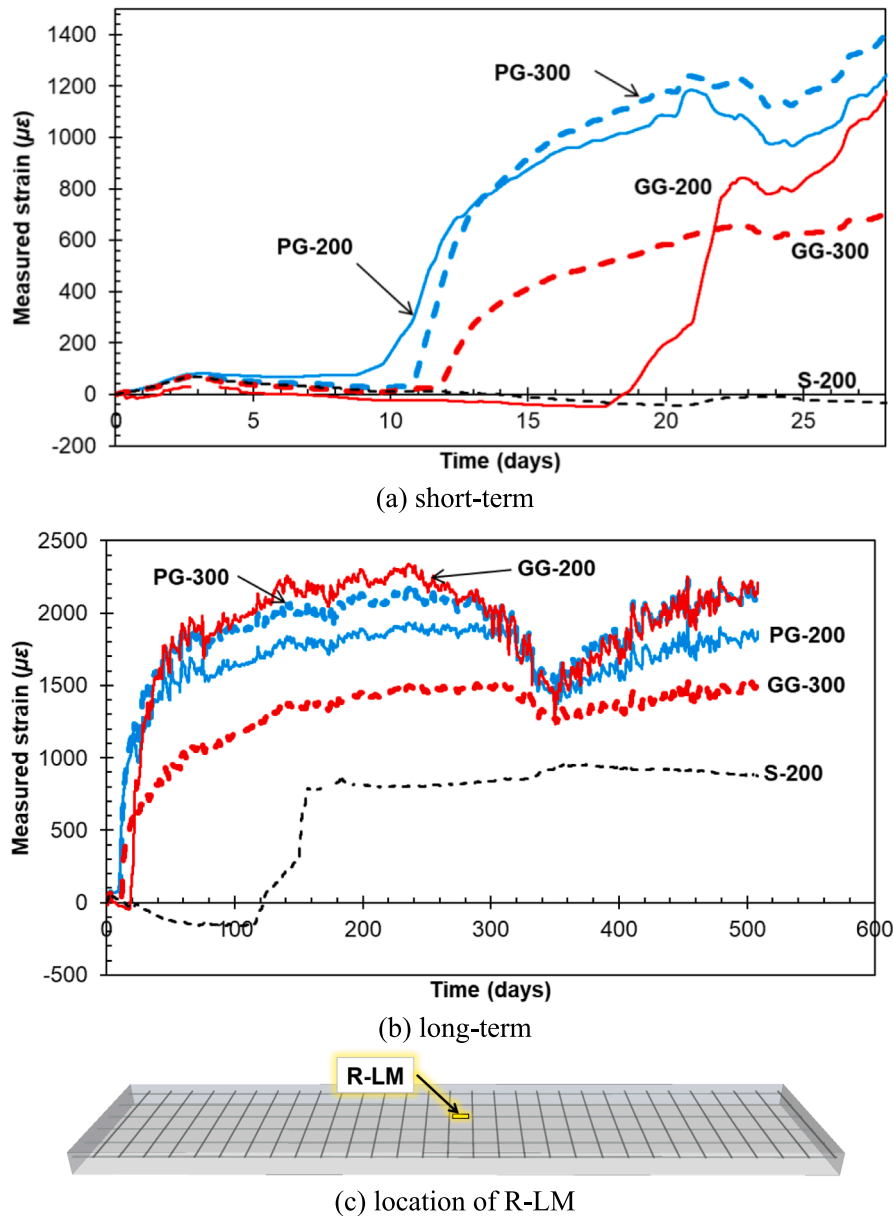 1400
1200
1000
800
600
400
200
0
-200
Measured strain (µε)
PG-300
GG-200
PG-200
GG-300
S-200
0 5 10 15 20 25
Time (days)
(a) short-term
2500
2000
1500
1000
500
0
-500
Measured strain (µε)
PG-300
GG-200
PG-200
GG-300
S-200
0 100 200 300 400 500 600
Time (days)
(b) long-term
R-LM
(c) location of R-LM